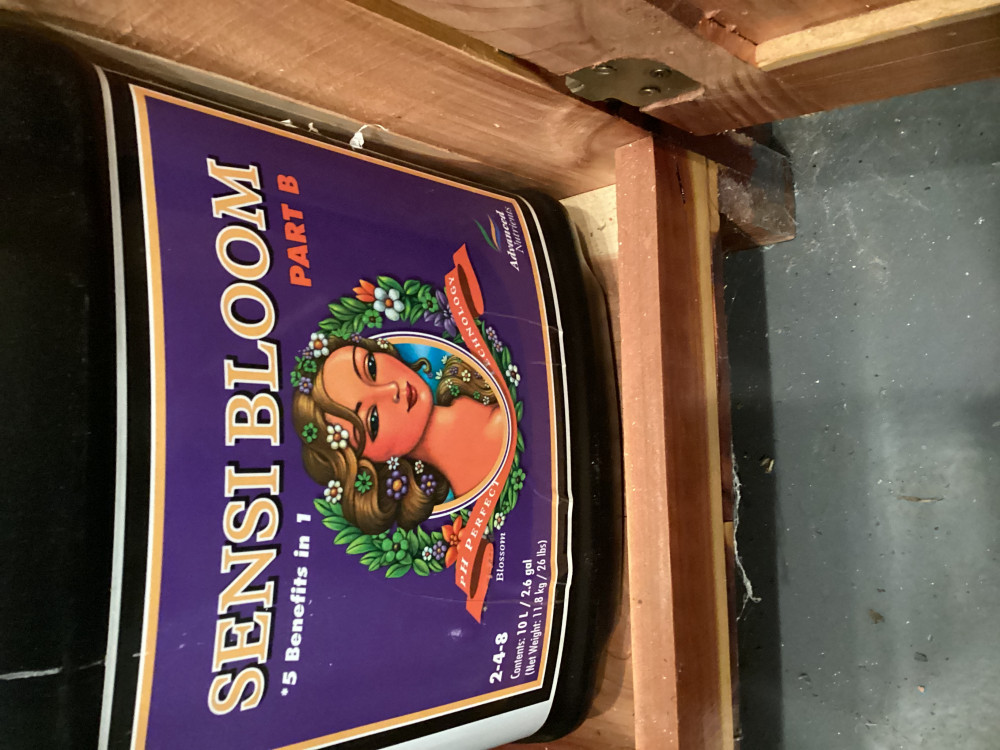 SENSI BLOOM
*5 Benefits in 1
PART B
pH PERFECT
TECHNOLOGY
Blossom
2-4-8
Contents: 10 L / 2.6 gal
(Net Weight: 11.8 kg / 26 lbs)
Advanced
Nutrients